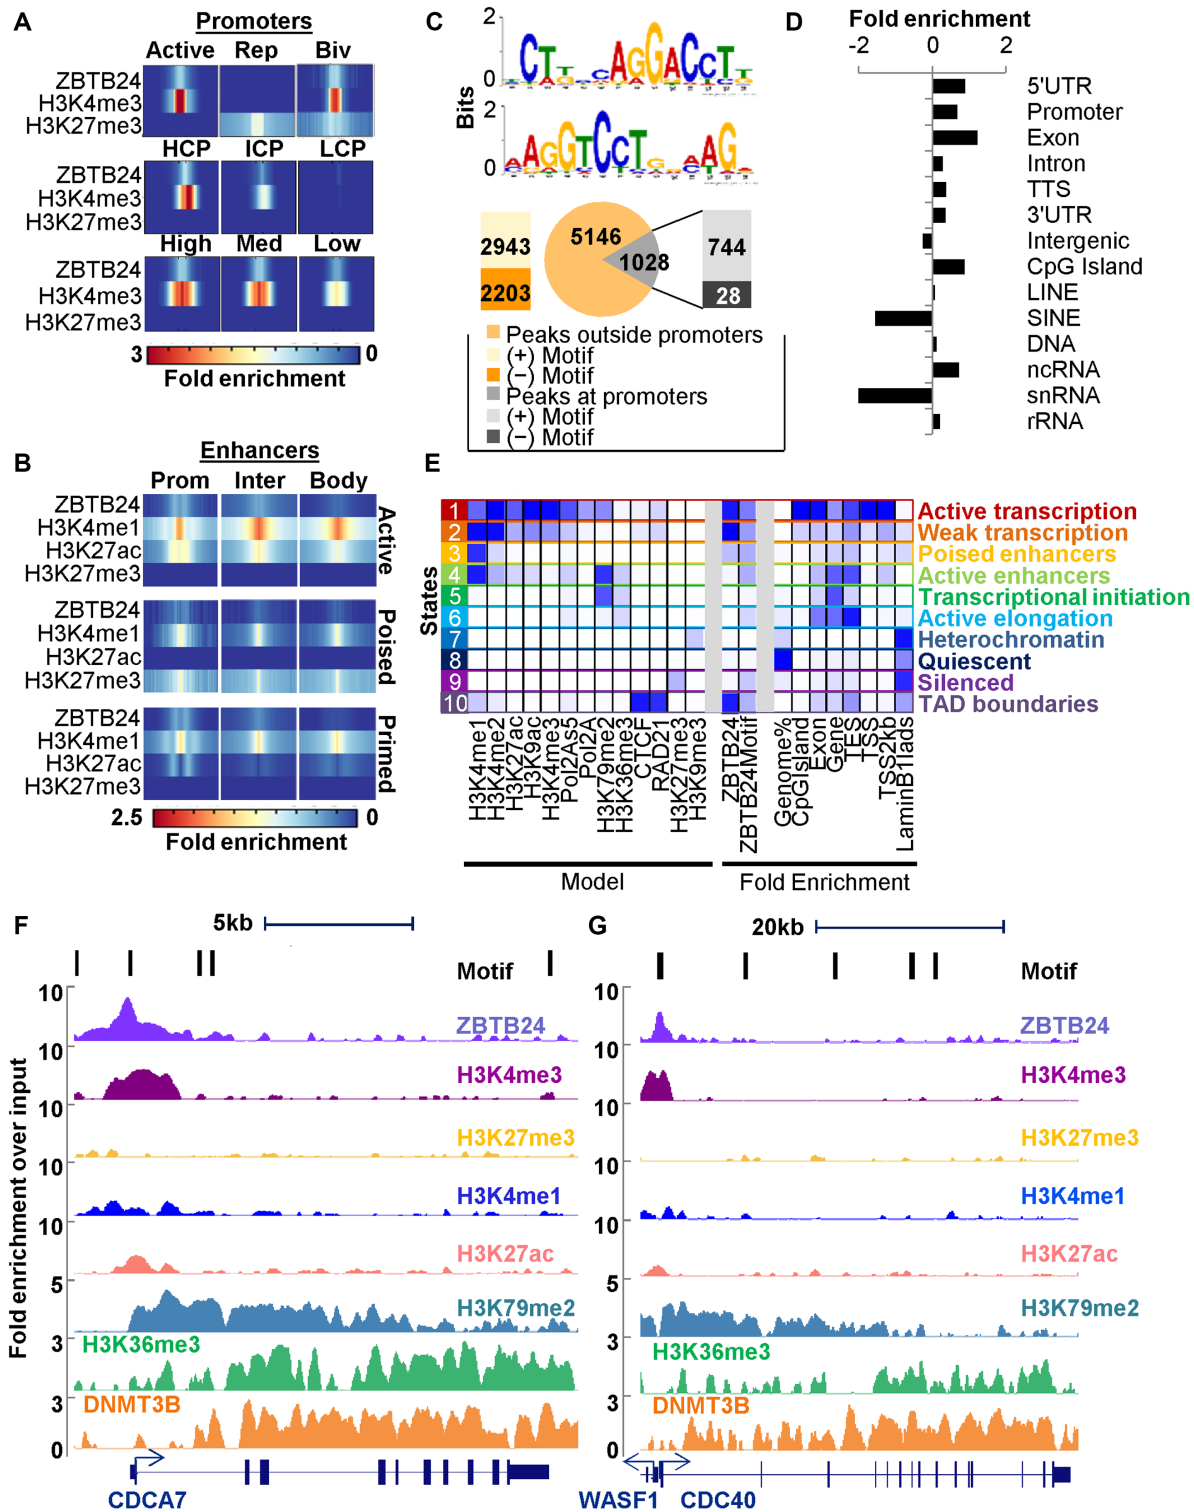 A
Promoters
Active Rep Biv
ZBTB24
H3K4me3
H3K27me3
HCP ICP LCP
ZBTB24
H3K4me3
H3K27me3
High Med Low
ZBTB24
H3K4me3
H3K27me3
3 0
Fold enrichment
B
Enhancers
Prom Inter Body
ZBTB24
H3K4me1
H3K27ac
H3K27me3
Active
ZBTB24
H3K4me1
H3K27ac
H3K27me3
Poised
ZBTB24
H3K4me1
H3K27ac
H3K27me3
Primed
2.5 0
Fold enrichment
C
Bits
2
0
CT AGGACCT
2
0
AAGGTCCT AG
5146
1028
2943
2203
744
28
Peaks outside promoters
(+) Motif
(−) Motif
Peaks at promoters
(+) Motif
(−) Motif
D
Fold enrichment
-2 0 2
5'UTR
Promoter
Exon
Intron
TTS
3'UTR
Intergenic
CpG Island
LINE
SINE
DNA
ncRNA
snRNA
rRNA
E
States
1 Active transcription
2 Weak transcription
3 Poised enhancers
4 Active enhancers
5 Transcriptional initiation
6 Active elongation
7 Heterochromatin
8 Quiescent
9 Silenced
10 TAD boundaries
H3K4me1
H3K4me2
H3K27ac
H3K9ac
H3K4me3
Pol2As5
Pol2A
H3K79me2
H3K36me3
CTCF
RAD21
H3K27me3
H3K9me3
ZBTB24
ZBTB24Motif
Genome%
CpGIsland
Exon
Gene
TES
TSS
TSS2kb
LaminB1lads
Model
Fold Enrichment
F
5kb
Motif
Fold enrichment over input
10
ZBTB24
10
H3K4me3
10
H3K27me3
10
H3K4me1
10
H3K27ac
5
H3K79me2
3
H3K36me3
3
DNMT3B
0
CDCA7
G
20kb
Motif
10
ZBTB24
10
H3K4me3
10
H3K27me3
10
H3K4me1
10
H3K27ac
5
H3K79me2
3
H3K36me3
3
DNMT3B
0
WASF1 CDC40